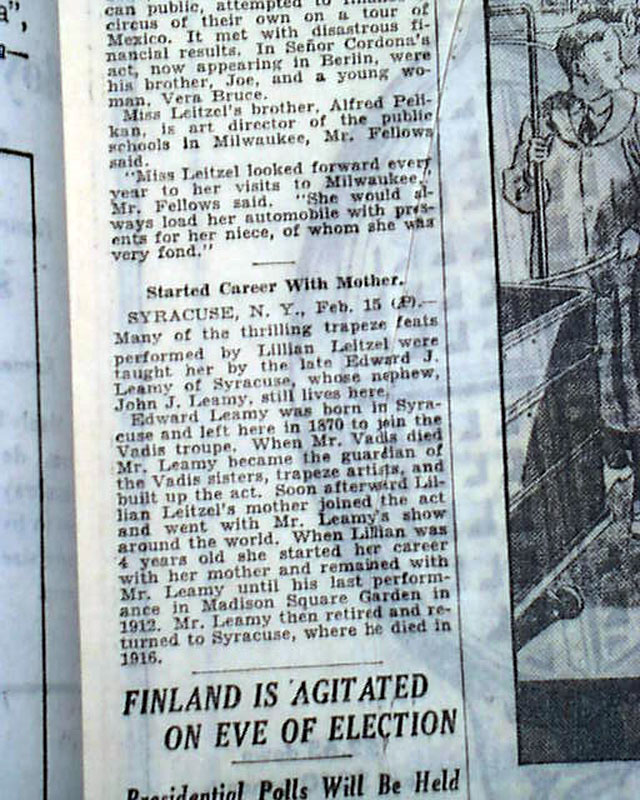 can public, attempted to finance
circus of their own on a tour of
Mexico. It met with disastrous fi-
nancial results. In Señor Cordona's
act, now appearing in Berlin, were
his brother, Joe, and a young wo-
man, Vera Bruce.
Miss Leitzel's brother, Alfred Peli-
kan, is art director of the public
schools in Milwaukee, Mr. Fellows
said.
"Miss Leitzel looked forward every
year to her visits to Milwaukee,"
Mr. Fellows said. "She would al-
ways load her automobile with pres-
ents for her niece, of whom she was
very fond."
Started Career With Mother.
SYRACUSE, N. Y., Feb. 15 (AP).—
Many of the thrilling trapeze feats
performed by Lillian Leitzel were
taught her by the late Edward J.
Leamy of Syracuse, whose nephew,
John J. Leamy, still lives here.
Edward Leamy was born in Syra-
cuse and left here in 1870 to join the
Vadis troupe. When Mr. Vadis died
Mr. Leamy became the guardian of
the Vadis sisters, trapeze artists, and
built up the act. Soon afterward Lil-
lian Leitzel's mother joined the act
and went with Mr. Leamy's show
around the world. When Lillian was
4 years old she started her career
with her mother and remained with
Mr. Leamy until his last perform-
ance in Madison Square Garden in
1912. Mr. Leamy then retired and re-
turned to Syracuse, where he died in
1916.
FINLAND IS AGITATED
ON EVE OF ELECTION
Presidential Polls Will Be Held